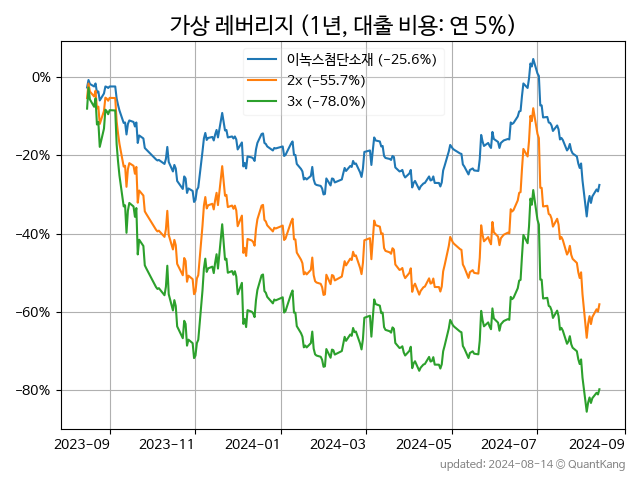 가상 레버리지 (1년, 대출 비용: 연 5%)
이녹스첨단소재 (−25.6%)
2x (−55.7%)
3x (−78.0%)
0%
−20%
−40%
−60%
−80%
2023−09 2023−11 2024−01 2024−03 2024−05 2024−07 2024−09
updated: 2024-08-14 © QuantKang